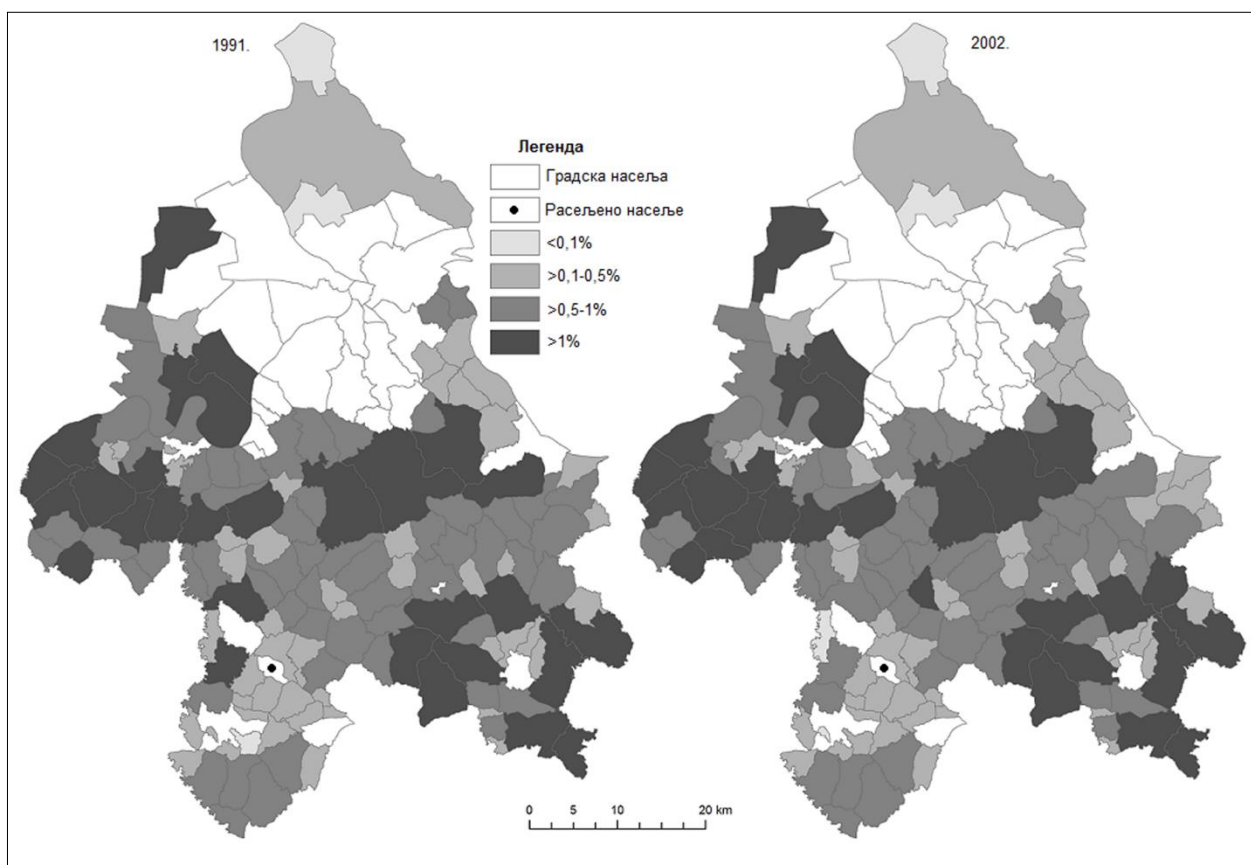 1991.
2002.
Легенда
Градска насеља
Расељено насеље
<0,1%
>0,1-0,5%
>0,5-1%
>1%
0 5 10 20 km